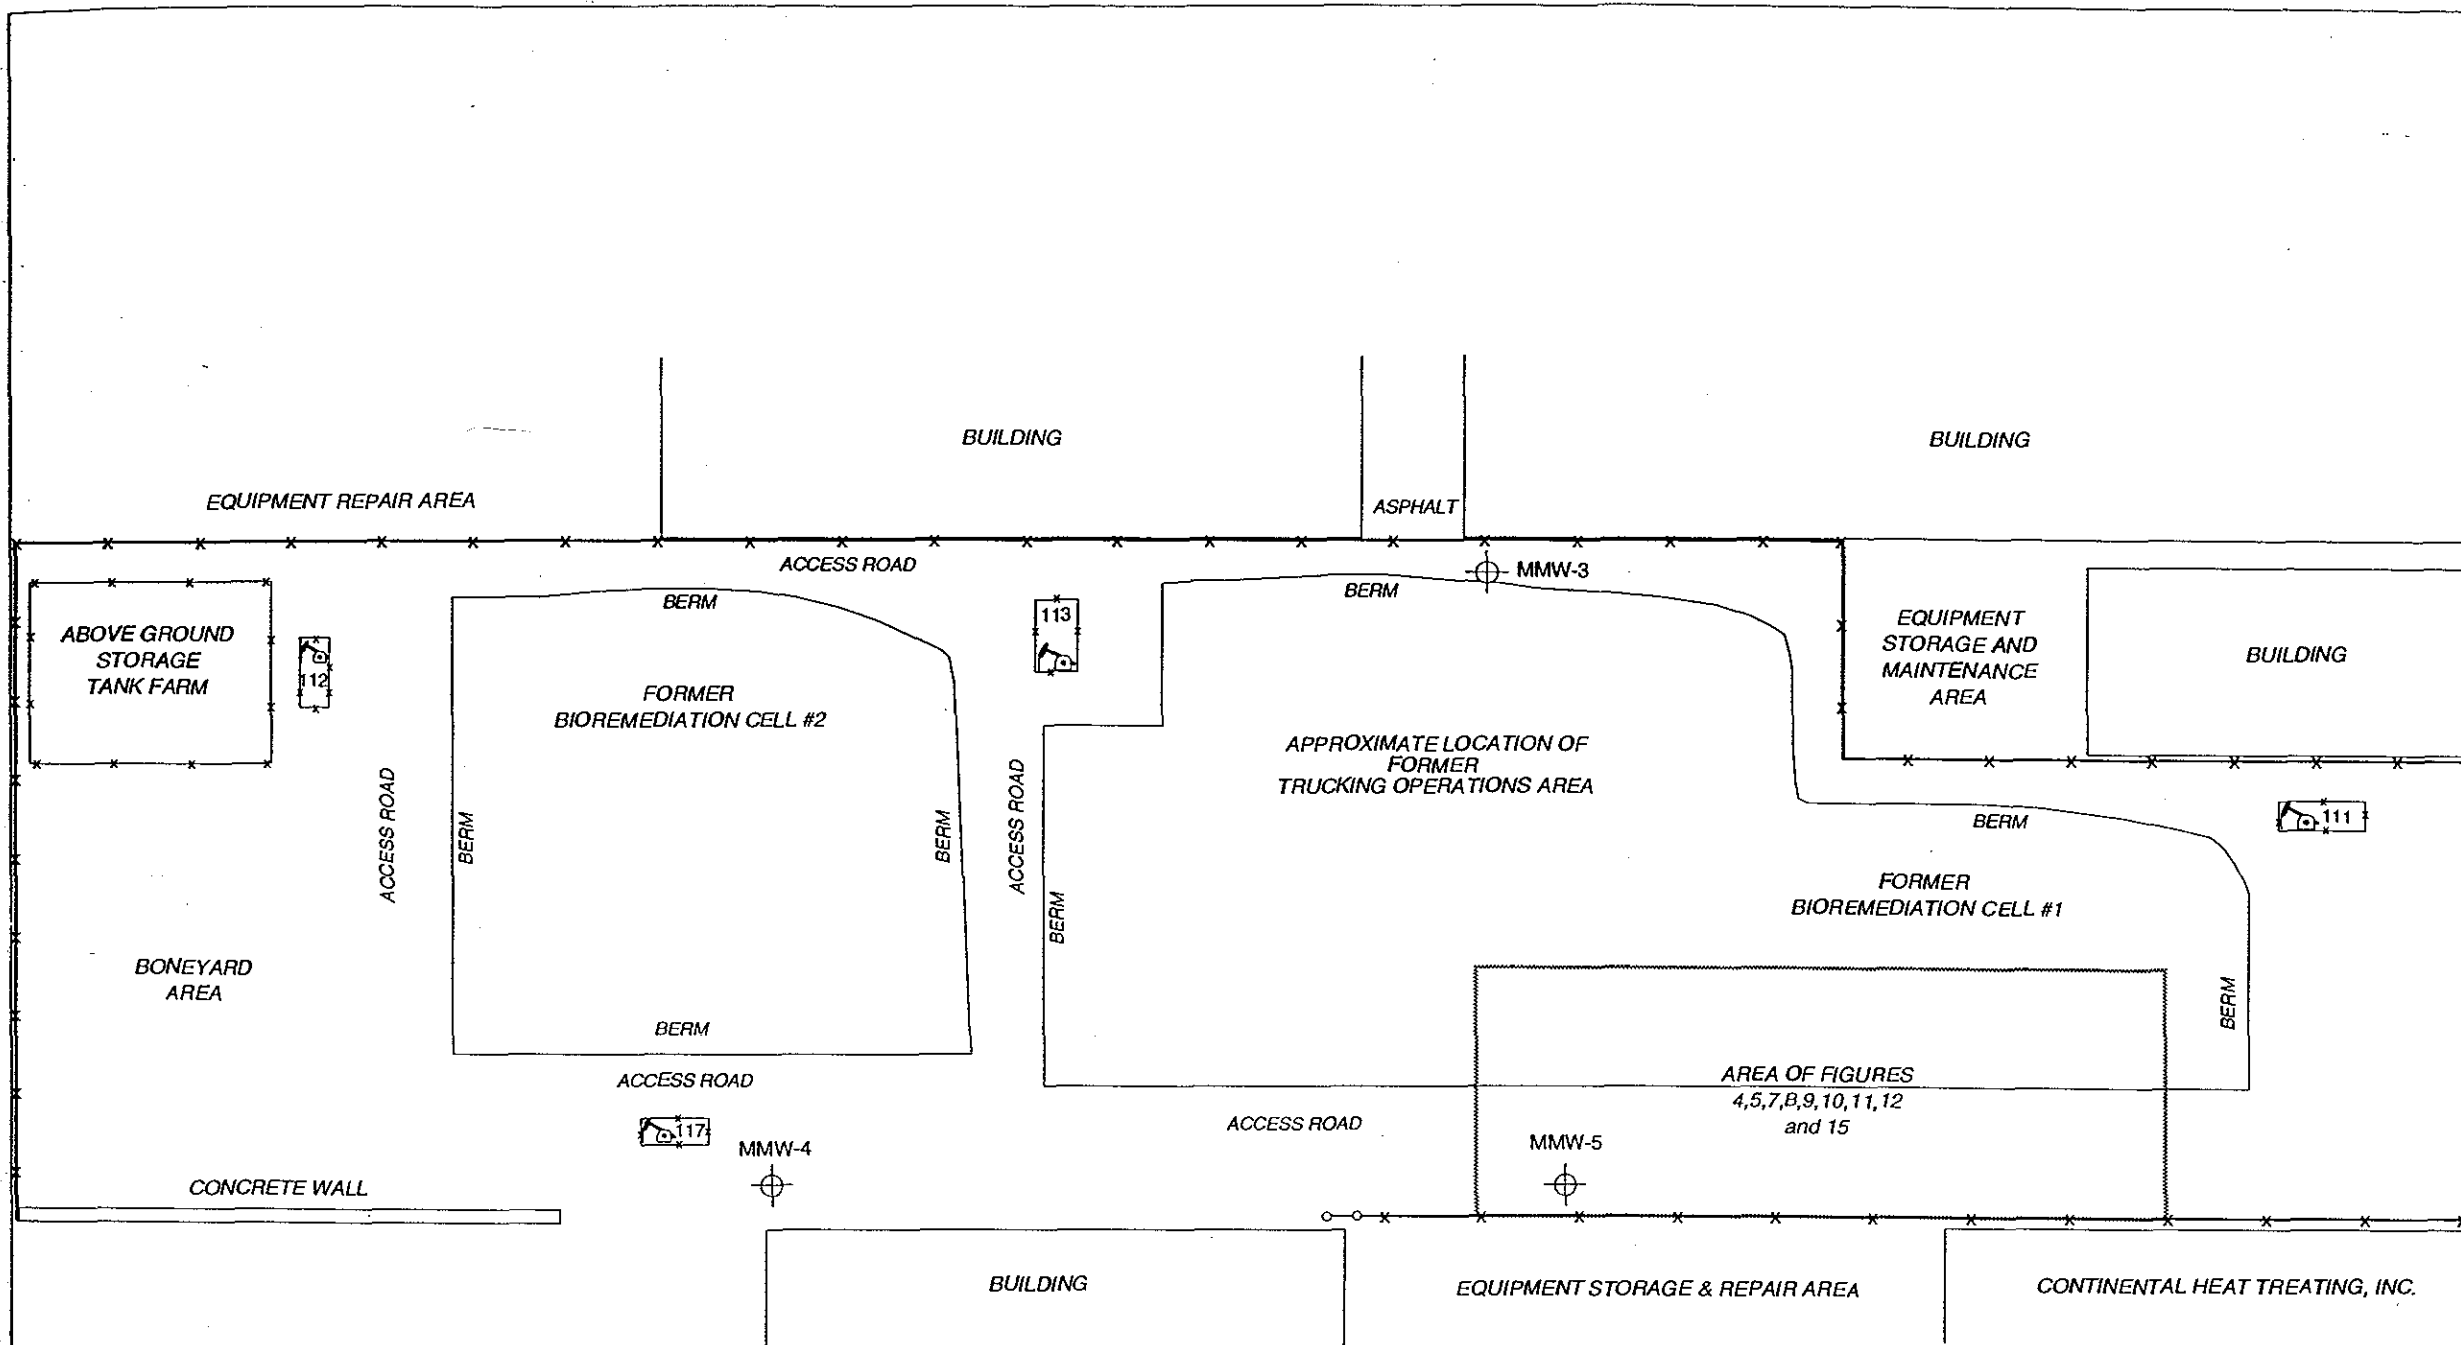 BUILDING
BUILDING
EQUIPMENT REPAIR AREA
ASPHALT
ACCESS ROAD
MMW-3
BERM
BERM
113
ABOVE GROUND
STORAGE
TANK FARM
112
EQUIPMENT
STORAGE AND
MAINTENANCE
AREA
BUILDING
FORMER
BIOREMEDIATION CELL #2
APPROXIMATE LOCATION OF
FORMER
TRUCKING OPERATIONS AREA
ACCESS ROAD
BERM
BERM
ACCESS ROAD
BERM
BERM
111
FORMER
BIOREMEDIATION CELL #1
BONEYARD
AREA
BERM
BERM
ACCESS ROAD
AREA OF FIGURES
4,5,7,8,9,10,11,12
and 15
117
MMW-4
ACCESS ROAD
MMW-5
CONCRETE WALL
BUILDING
EQUIPMENT STORAGE & REPAIR AREA
CONTINENTAL HEAT TREATING, INC.